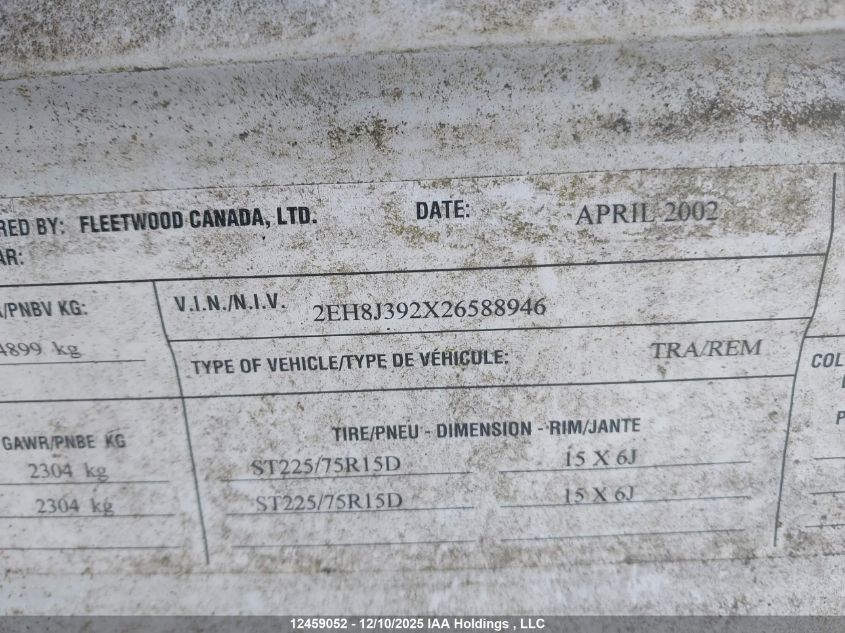 RED BY: FLEETWOOD CANADA, LTD. DATE: APRIL 2002
AR:
/PNBV KG: V.I.N./N.I.V. 2EH8J392X26588946
4899 kg TYPE OF VEHICLE/TYPE DE VÉHICULE: TRA/REM
COL
GAWR/PNBE KG TIRE/PNEU - DIMENSION - RIM/JANTE
2304 kg ST225/75R15D 15 X 6J
2304 kg ST225/75R15D 15 X 6J
12459052 - 12/10/2025 IAA Holdings , LLC